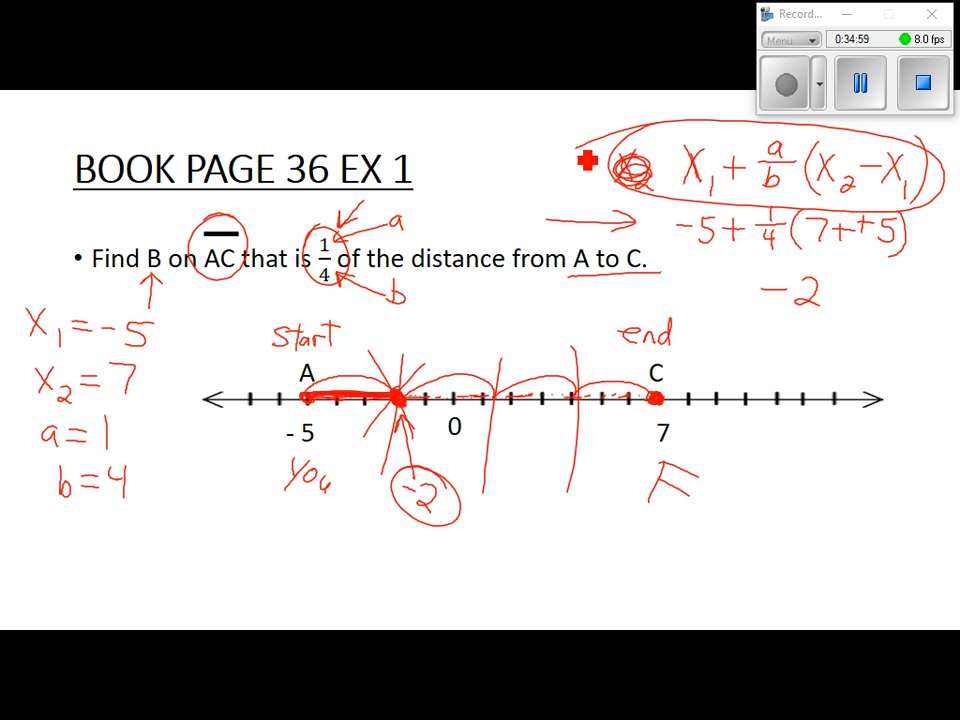 Record...
Menu
0:34:59
8.0 fps
BOOK PAGE 36 EX 1
X₁ + a/b (X₂ − X₁)
-5 + 1/4 (7 + +5)
- 2
a
• Find B on AC that is 1/4 of the distance from A to C.
b
X₁ = - 5
X₂ = 7
a = 1
b = 4
start
end
A
C
- 5
0
7
you
F
-2